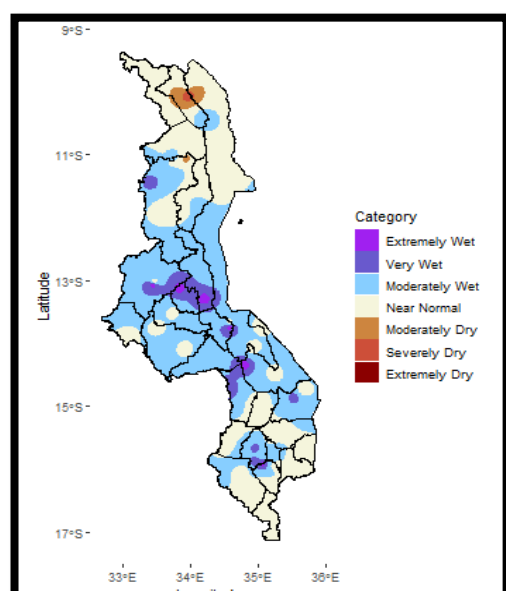 9°S
11°S
13°S
15°S
17°S
Latitude
33°E 34°E 35°E 36°E
Category
Extremely Wet
Very Wet
Moderately Wet
Near Normal
Moderately Dry
Severely Dry
Extremely Dry